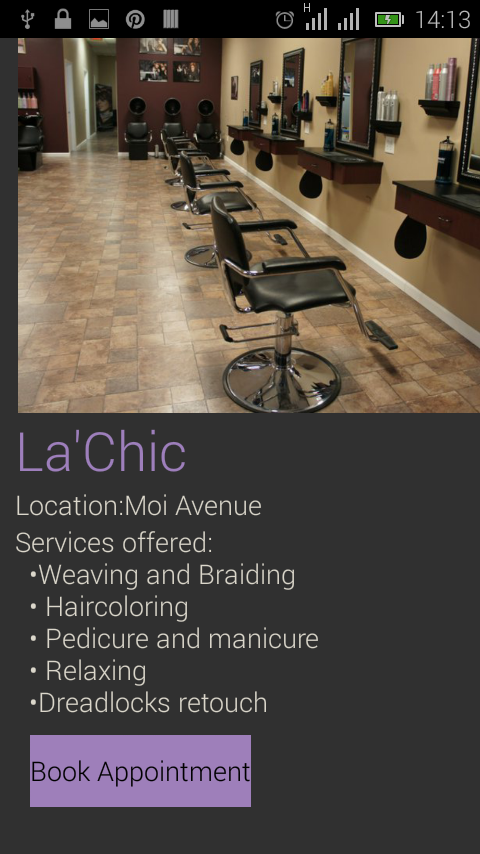 H
14:13
La'Chic
Location:Moi Avenue
Services offered:
•Weaving and Braiding
• Haircoloring
• Pedicure and manicure
• Relaxing
•Dreadlocks retouch
Book Appointment